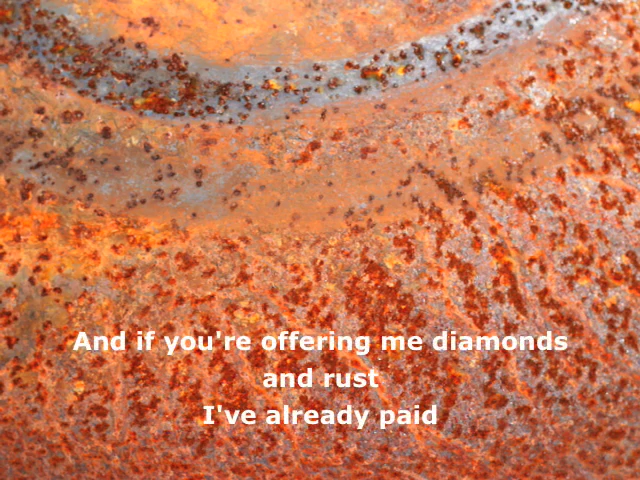 And if you're offering me diamonds
and rust
I've already paid